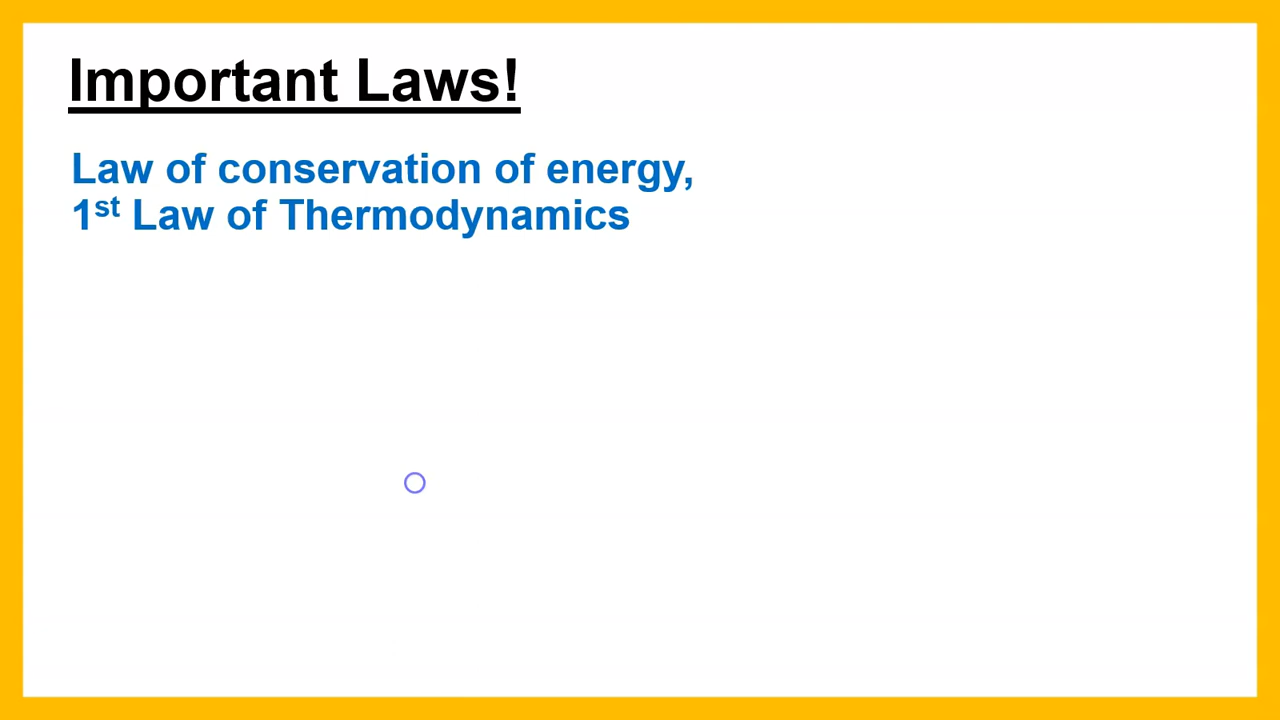 Important Laws!
Law of conservation of energy,
1st Law of Thermodynamics